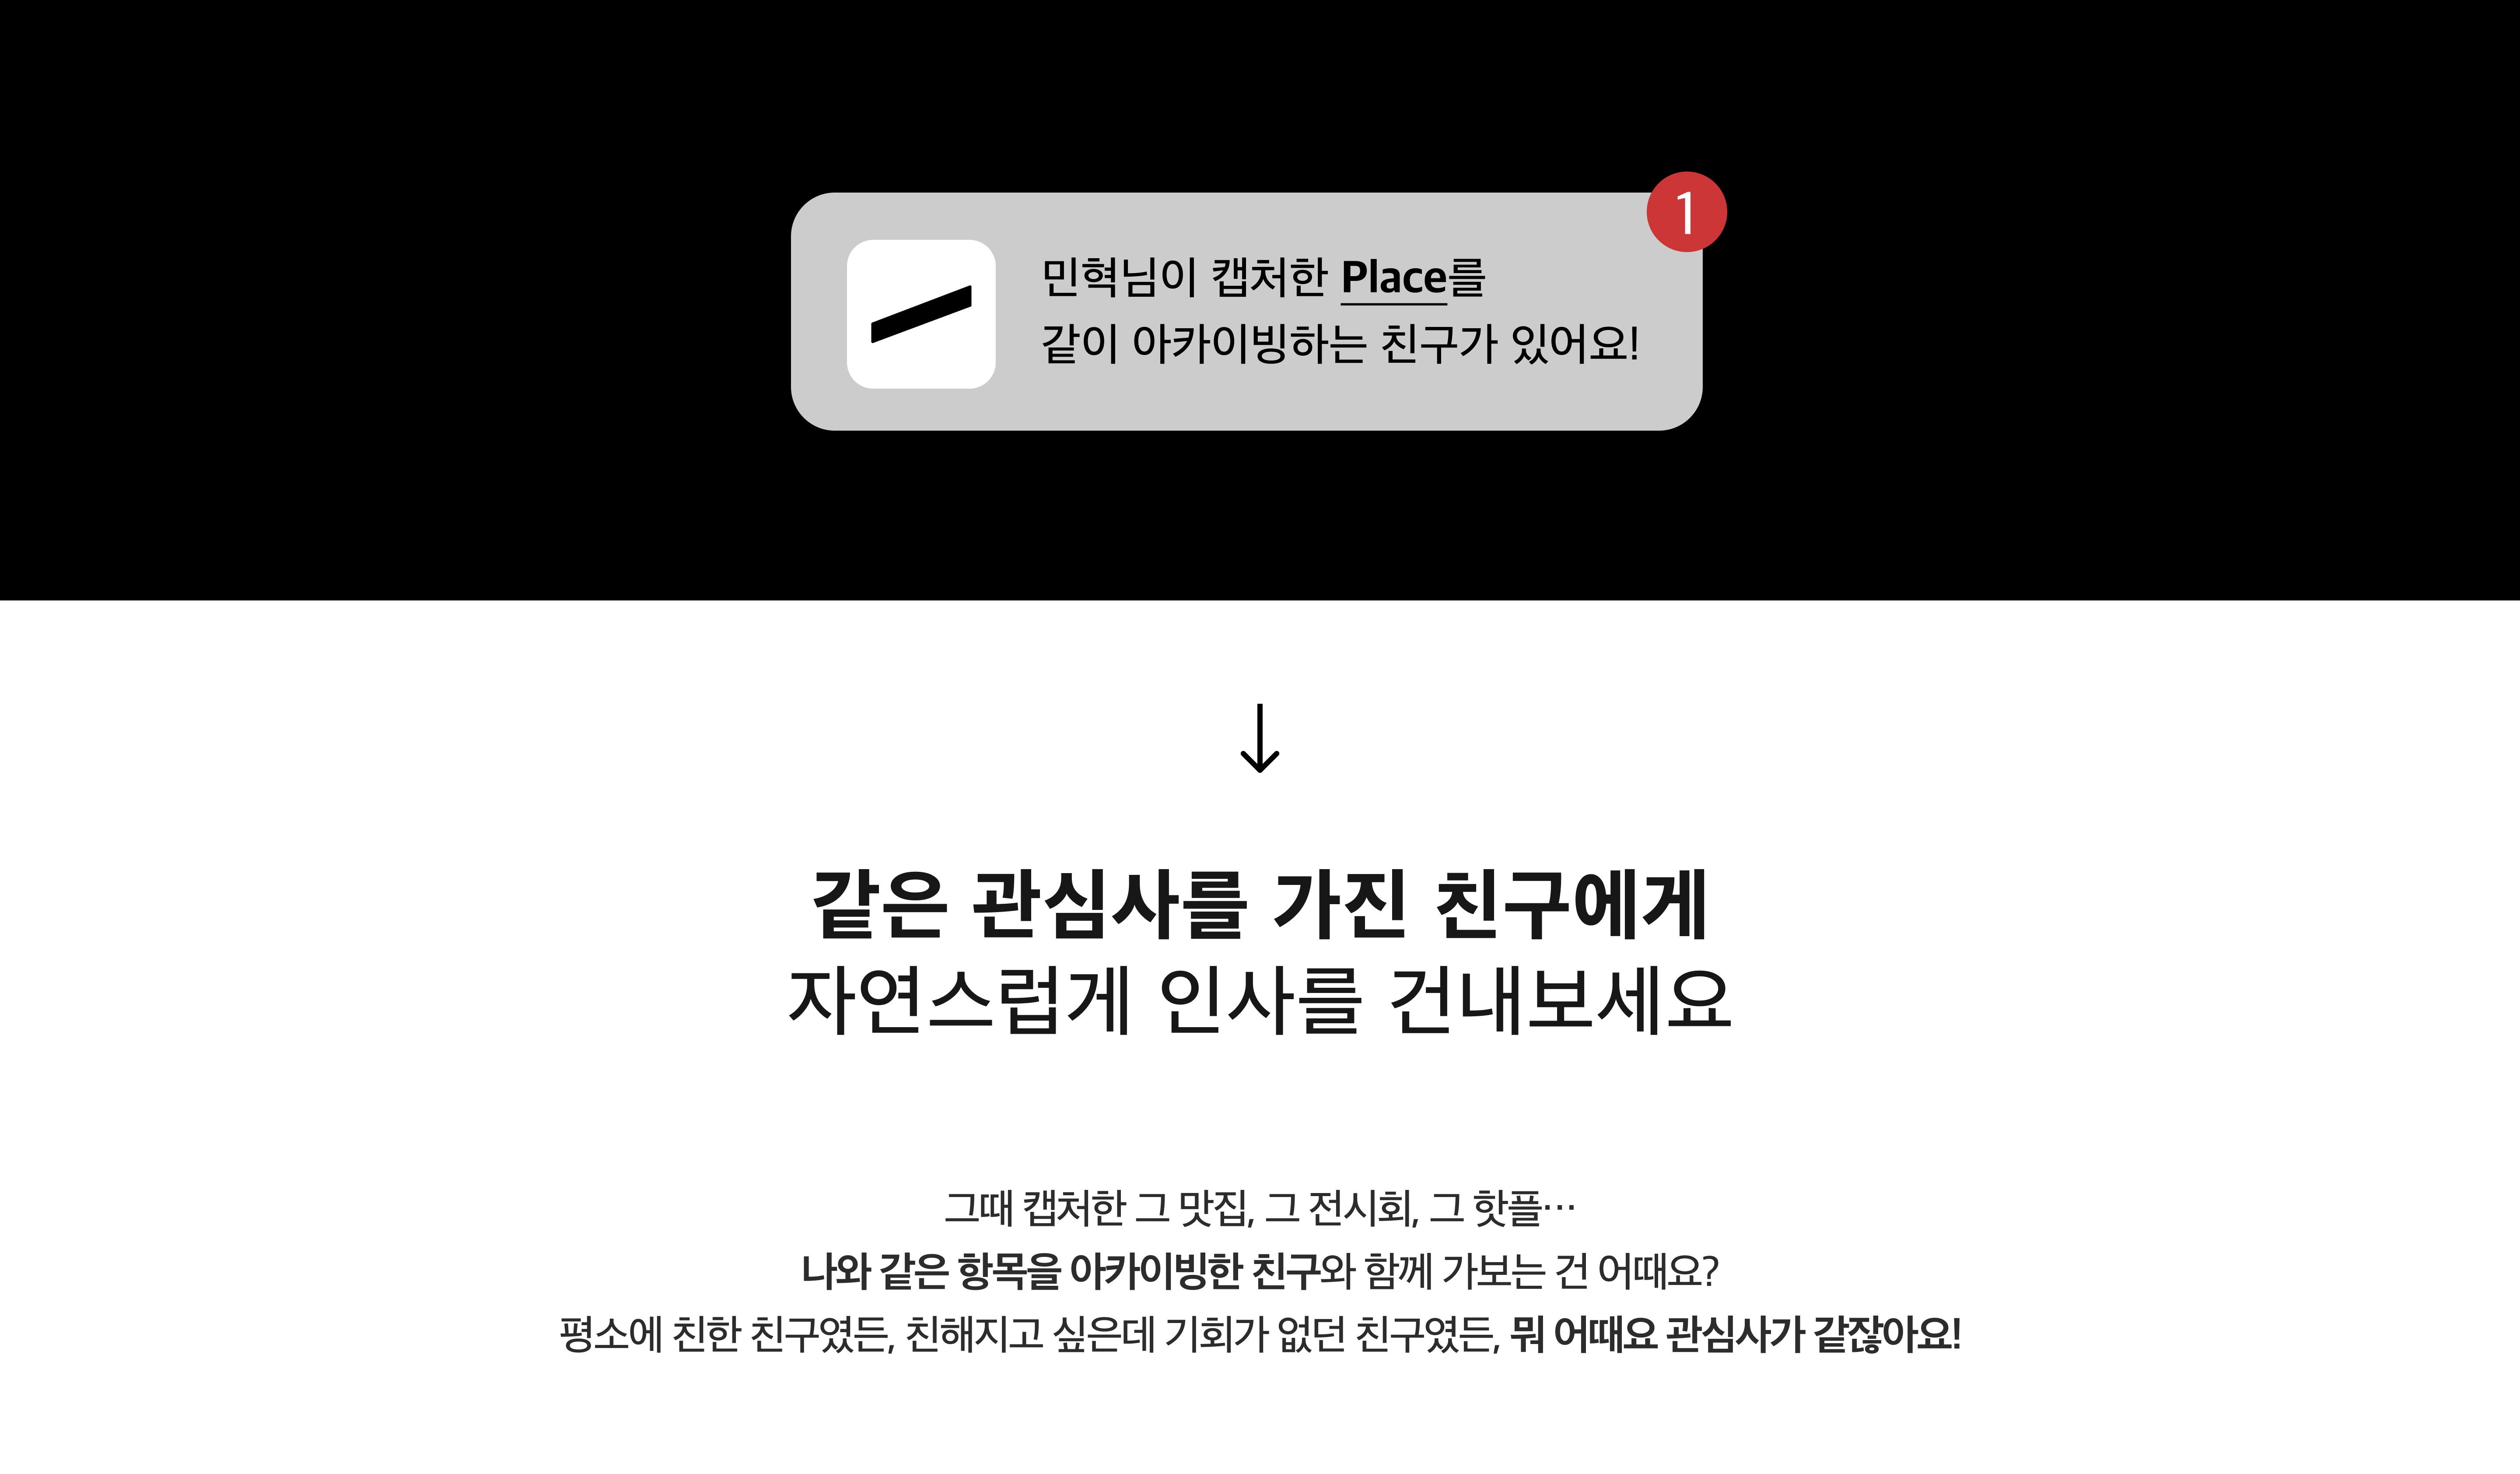 1
민혁님이 캡처한 Place를
같이 아카이빙하는 친구가 있어요!
같은 관심사를 가진 친구에게
자연스럽게 인사를 건내보세요
그때 캡처한 그 맛집, 그 전시회, 그 핫플…
나와 같은 항목을 아카이빙한 친구와 함께 가보는 건 어때요?
평소에 친한 친구였든, 친해지고 싶은데 기회가 없던 친구였든, 뭐 어때요 관심사가 같잖아요!